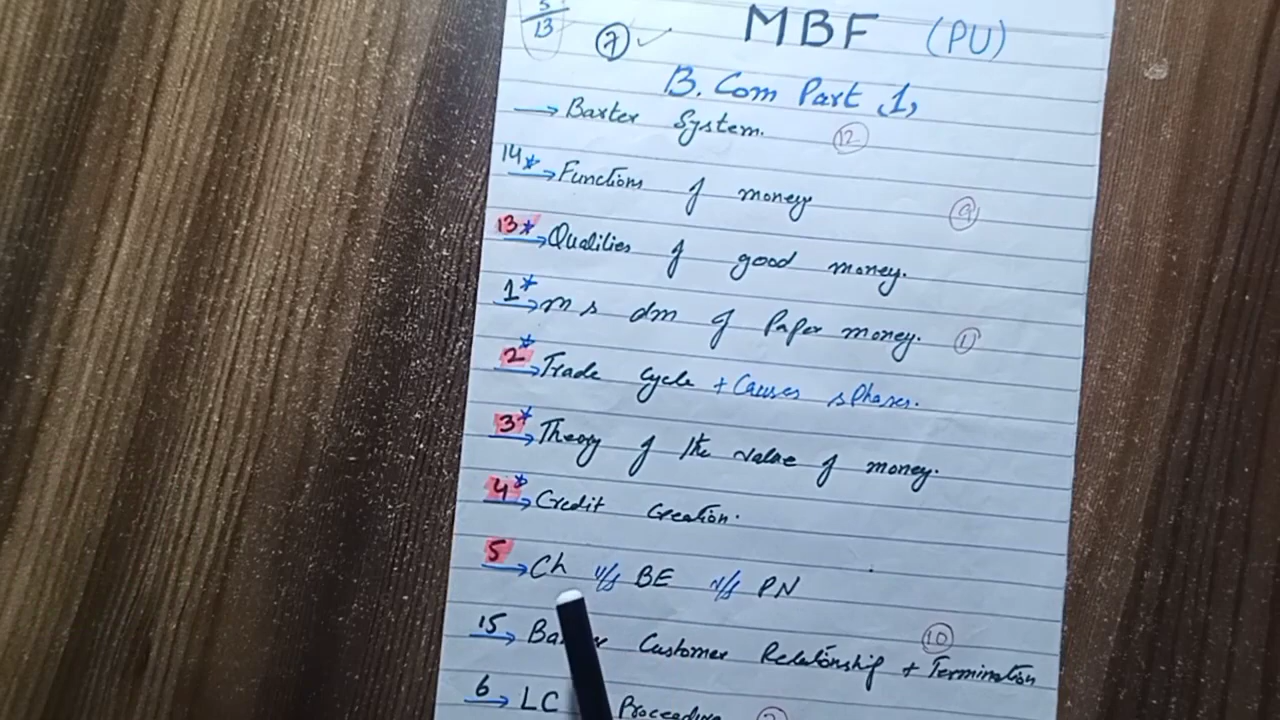 5/13 ⑦ ✓ MBF (PU)
B. Com Part 1,
→ Barter System. ⑫
14* → Functions of money ⑨
13* → Qualities of good money.
1* → m s dm of Paper money. ⑪
2* → Trade Cycle + Causes s Phases.
3* → Theory of the value of money.
4* → Credit Creation.
5 → Ch v/s BE v/s PN
15 → Customer Relationship + Termination ⑩
6 → LC Proceeding